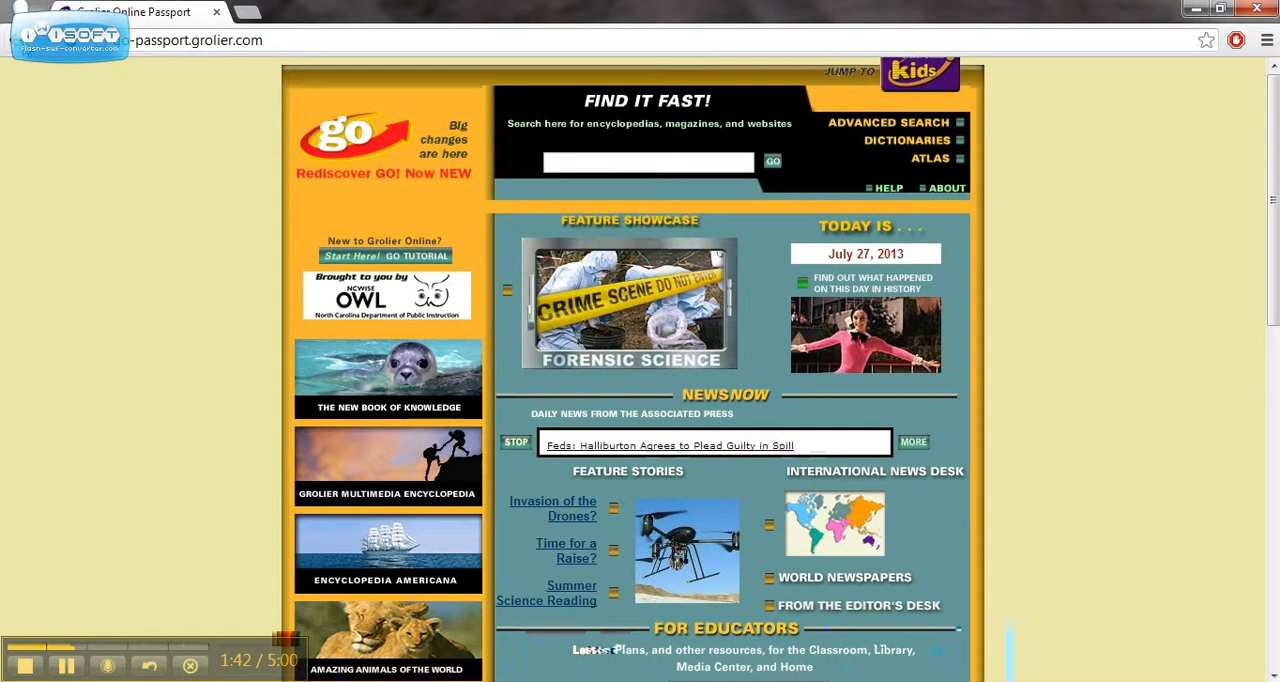 Grolier Online Passport
iWiSOFT
flash-swf-converter.com
-passport.grolier.com
JUMP TO
kids
go
Big
changes
are here
Rediscover GO! Now NEW
FIND IT FAST!
Search here for encyclopedias, magazines, and websites
GO
ADVANCED SEARCH
DICTIONARIES
ATLAS
HELP
ABOUT
New to Grolier Online?
Start Here! GO TUTORIAL
Brought to you by
NCWISE
OWL
North Carolina Department of Public Instruction
THE NEW BOOK OF KNOWLEDGE
GROLIER MULTIMEDIA ENCYCLOPEDIA
ENCYCLOPEDIA AMERICANA
AMAZING ANIMALS OF THE WORLD
FEATURE SHOWCASE
CRIME SCENE DO NOT ENTER
FORENSIC SCIENCE
TODAY IS . . .
July 27, 2013
FIND OUT WHAT HAPPENED
ON THIS DAY IN HISTORY
NEWSNOW
DAILY NEWS FROM THE ASSOCIATED PRESS
STOP
Feds: Halliburton Agrees to Plead Guilty in Spill
MORE
FEATURE STORIES
Invasion of the
Drones?
Time for a
Raise?
Summer
Science Reading
INTERNATIONAL NEWS DESK
WORLD NEWSPAPERS
FROM THE EDITOR'S DESK
FOR EDUCATORS
Plans, and other resources, for the Classroom, Library,
Media Center, and Home
1:42 / 5:00